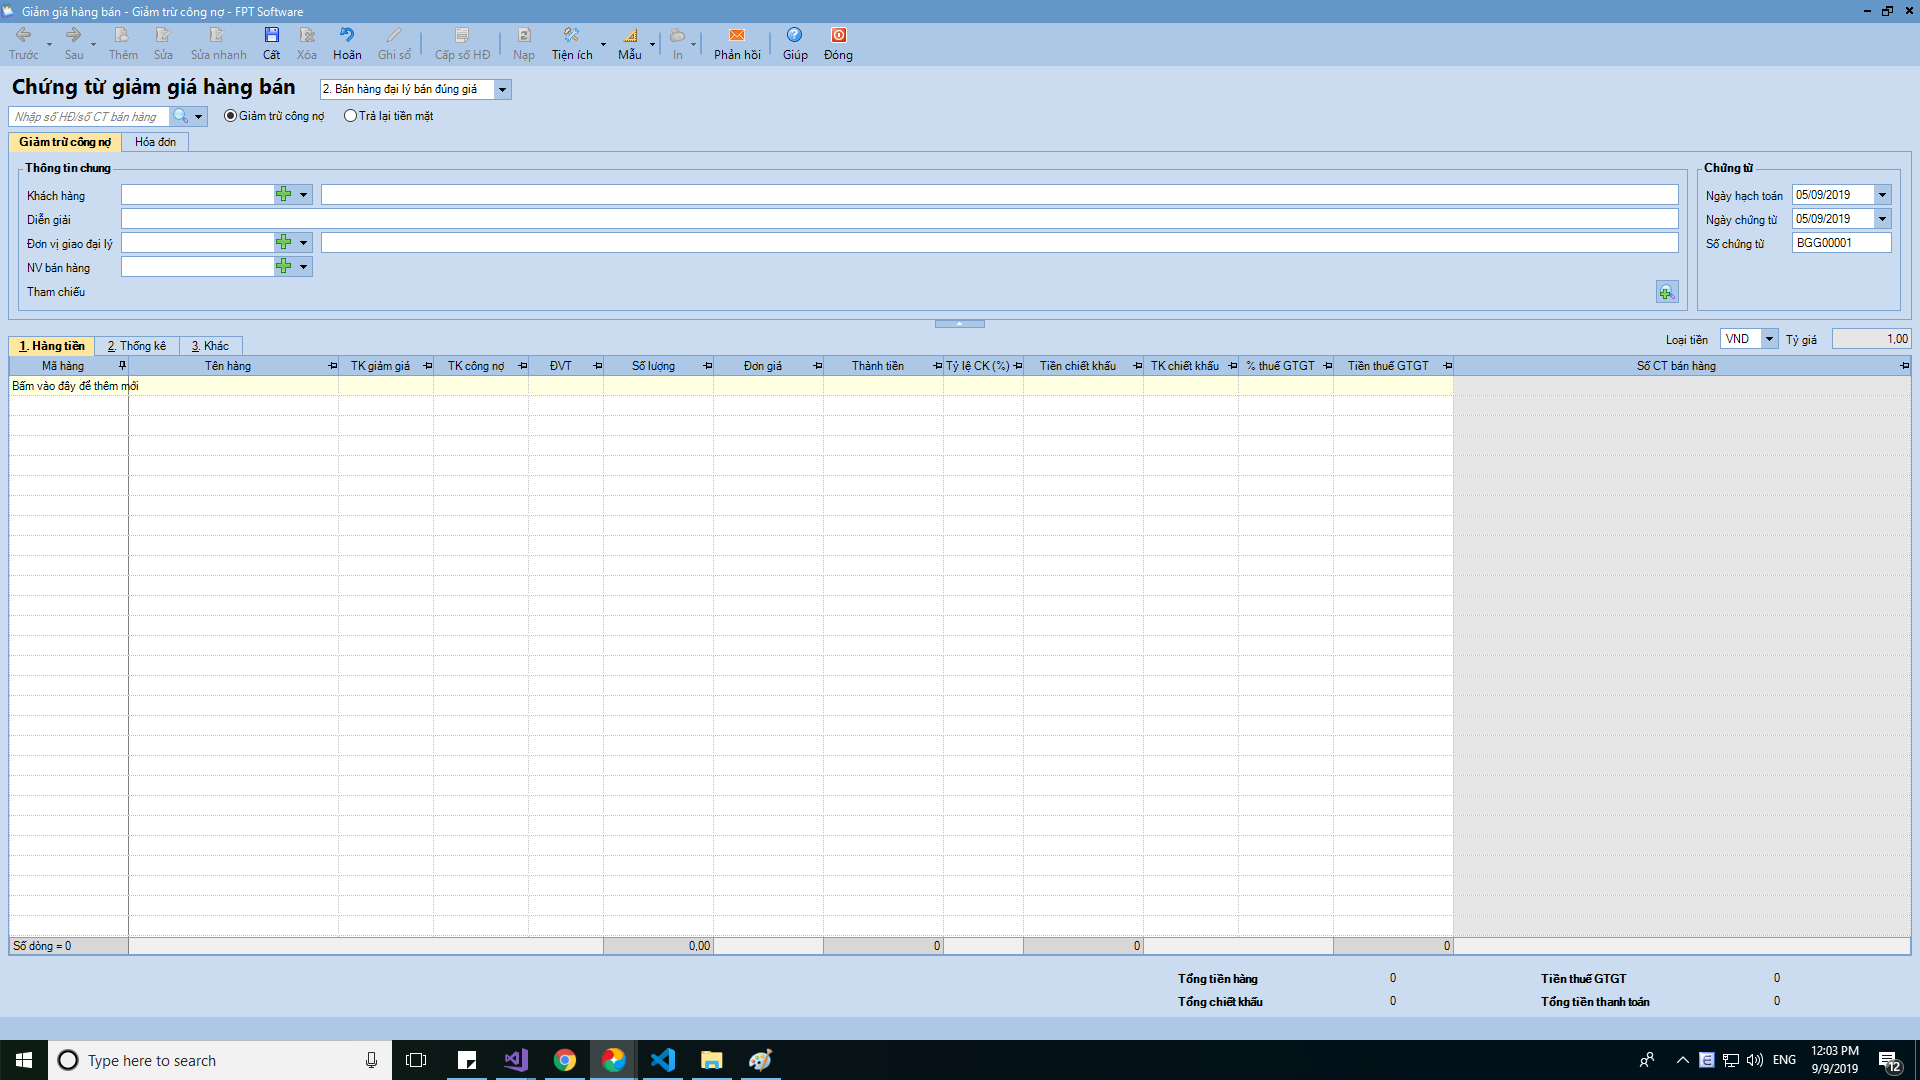 Giảm giá hàng bán - Giảm trừ công nợ - FPT Software
Trước Sau Thêm Sửa Sửa nhanh Cất Xóa Hoãn Ghi sổ Cấp số HĐ Nạp Tiện ích Mẫu In Phản hồi Giúp Đóng
Chứng từ giảm giá hàng bán 2. Bán hàng đại lý bán đúng giá
Nhập số HĐ/số CT bán hàng Giảm trừ công nợ Trả lại tiền mặt
Giảm trừ công nợ Hóa đơn
Thông tin chung Chứng từ
Khách hàng Ngày hạch toán 05/09/2019
Diễn giải Ngày chứng từ 05/09/2019
Đơn vị giao đại lý Số chứng từ BGG00001
NV bán hàng
Tham chiếu
1. Hàng tiền 2. Thống kê 3. Khác Loại tiền VND Tỷ giá 1,00
Mã hàng Tên hàng TK giảm giá TK công nợ ĐVT Số lượng Đơn giá Thành tiền Tỷ lệ CK (%) Tiền chiết khấu TK chiết khấu % thuế GTGT Tiền thuế GTGT Số CT bán hàng
Bấm vào đây để thêm mới
Số dòng = 0 0,00 0 0 0
Tổng tiền hàng 0 Tiền thuế GTGT 0
Tổng chiết khấu 0 Tổng tiền thanh toán 0
Type here to search ENG 12:03 PM
9/9/2019 12